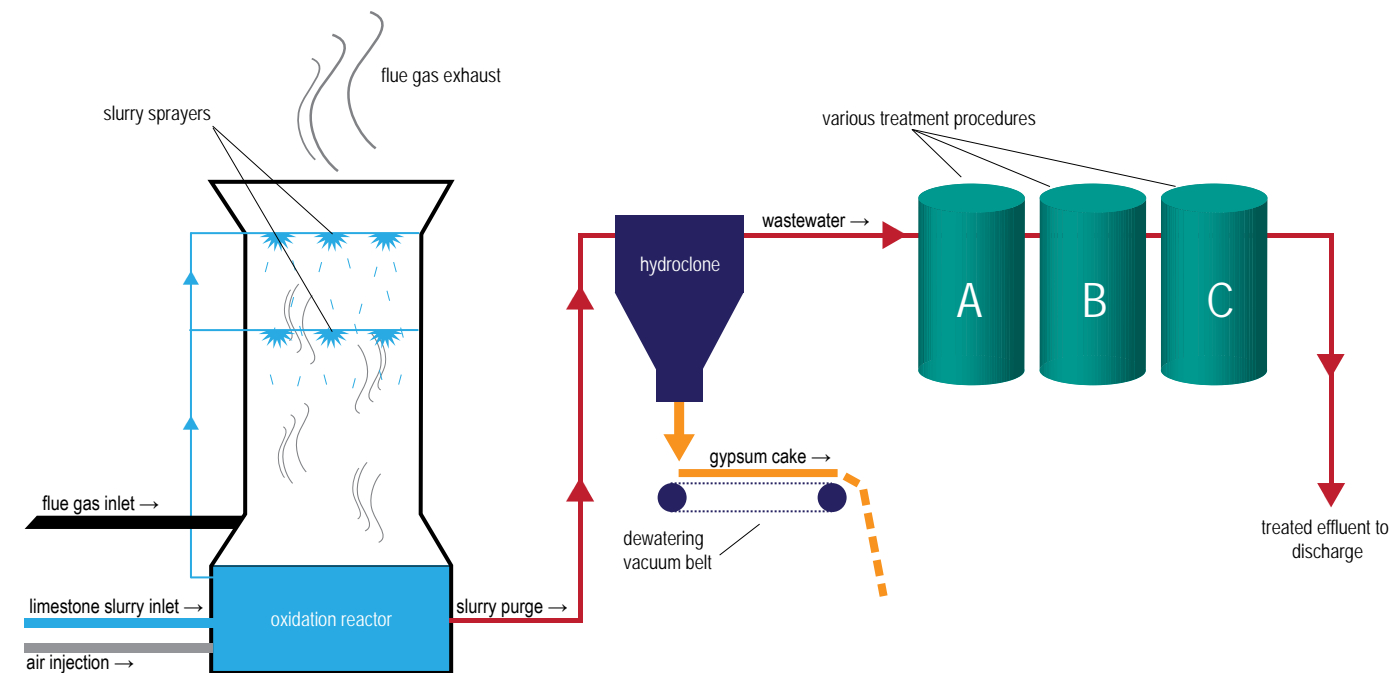 flue gas exhaust
slurry sprayers
various treatment procedures
wastewater →
hydroclone
A
B
C
gypsum cake →
flue gas inlet →
dewatering
vacuum belt
treated effluent to
discharge
limestone slurry inlet →
oxidation reactor
slurry purge →
air injection →